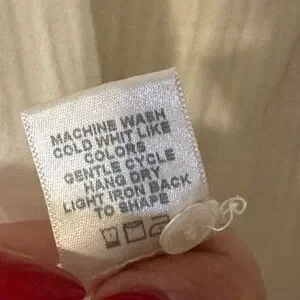 MACHINE WASH
COLD WHIT LIKE
COLORS
GENTLE CYCLE
HANG DRY
LIGHT IRON BACK
TO SHAPE